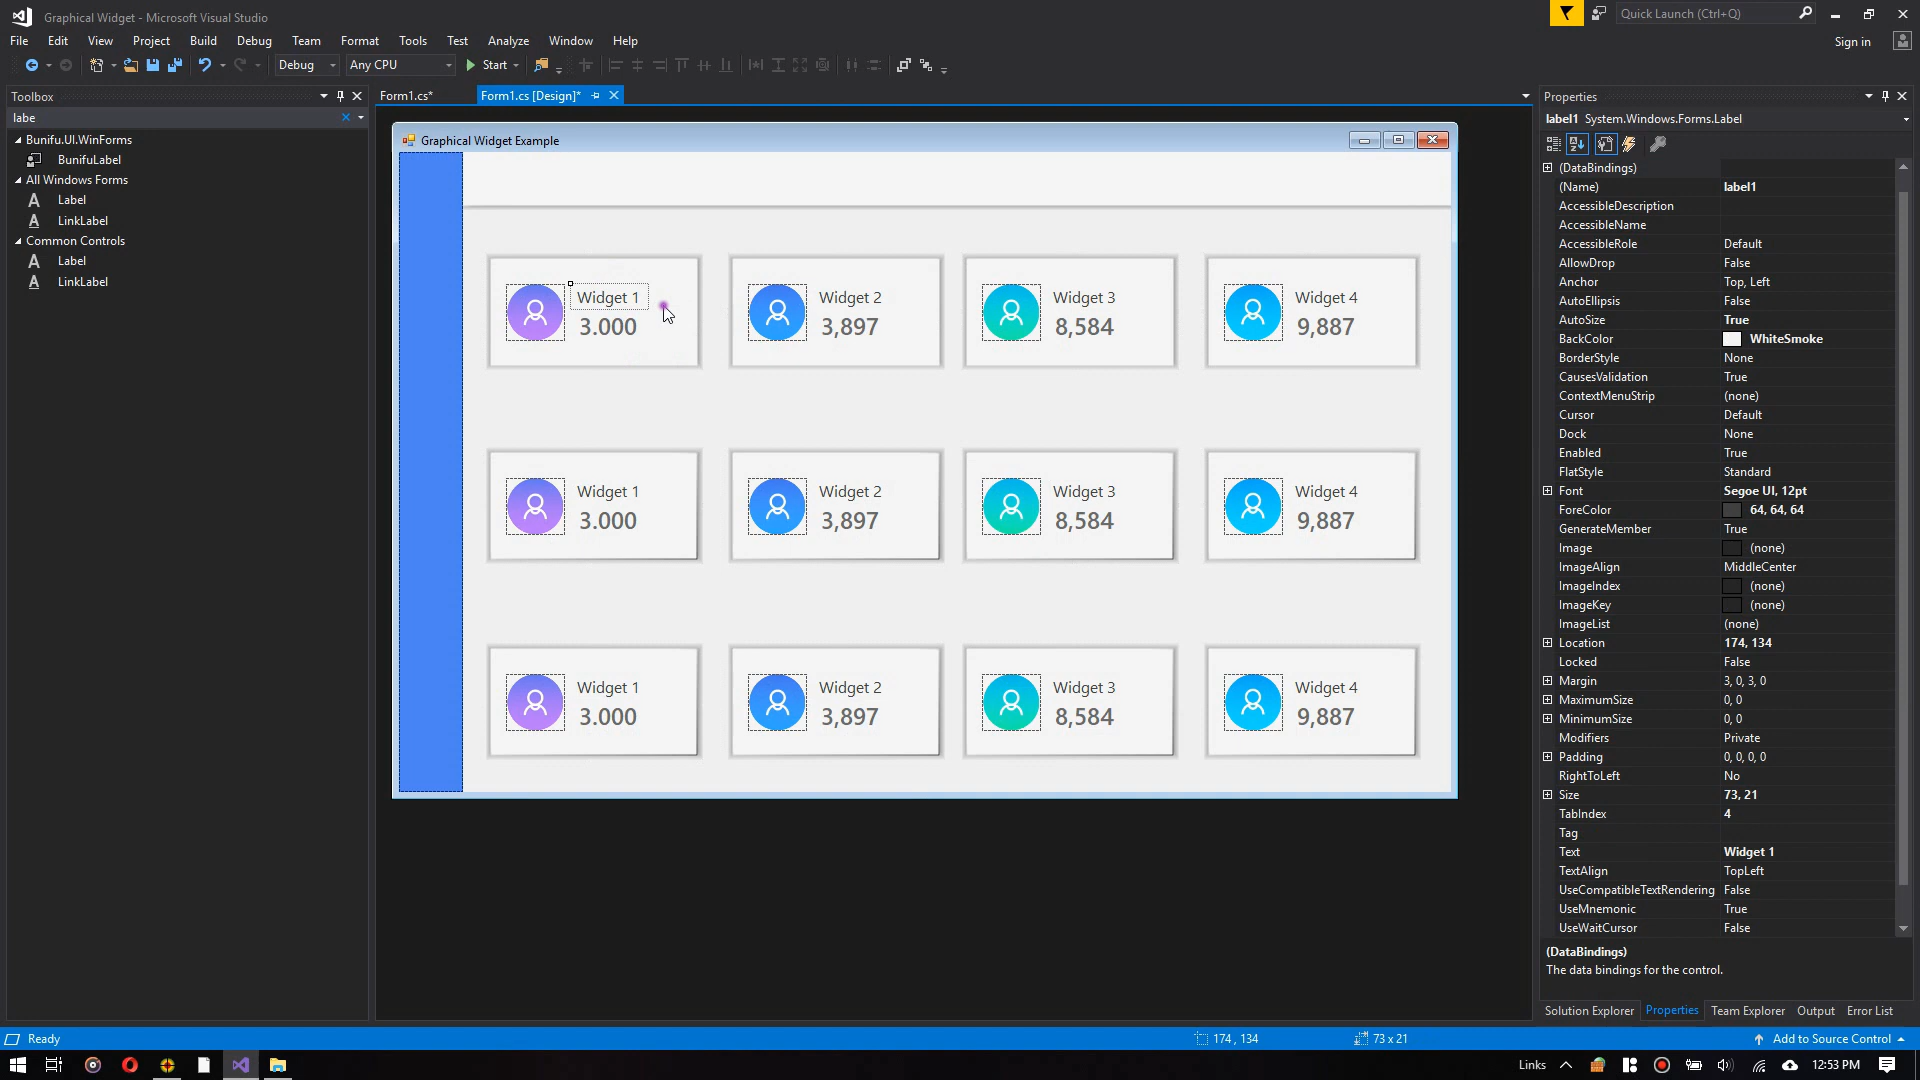 Graphical Widget - Microsoft Visual Studio
Quick Launch (Ctrl+Q)
File Edit View Project Build Debug Team Format Tools Test Analyze Window Help
Sign in
Debug Any CPU Start
Toolbox
labe
Bunifu.UI.WinForms
BunifuLabel
All Windows Forms
A Label
A LinkLabel
Common Controls
A Label
A LinkLabel
Form1.cs* Form1.cs [Design]*
Graphical Widget Example
Widget 1 Widget 2 Widget 3 Widget 4
3.000 3,897 8,584 9,887
Widget 1 Widget 2 Widget 3 Widget 4
3.000 3,897 8,584 9,887
Widget 1 Widget 2 Widget 3 Widget 4
3.000 3,897 8,584 9,887
Properties
label1 System.Windows.Forms.Label
(DataBindings)
(Name) label1
AccessibleDescription
AccessibleName
AccessibleRole Default
AllowDrop False
Anchor Top, Left
AutoEllipsis False
AutoSize True
BackColor WhiteSmoke
BorderStyle None
CausesValidation True
ContextMenuStrip (none)
Cursor Default
Dock None
Enabled True
FlatStyle Standard
Font Segoe UI, 12pt
ForeColor 64, 64, 64
GenerateMember True
Image (none)
ImageAlign MiddleCenter
ImageIndex (none)
ImageKey (none)
ImageList (none)
Location 174, 134
Locked False
Margin 3, 0, 3, 0
MaximumSize 0, 0
MinimumSize 0, 0
Modifiers Private
Padding 0, 0, 0, 0
RightToLeft No
Size 73, 21
TabIndex 4
Tag
Text Widget 1
TextAlign TopLeft
UseCompatibleTextRendering False
UseMnemonic True
UseWaitCursor False
(DataBindings)
The data bindings for the control.
Solution Explorer Properties Team Explorer Output Error List
Ready 174 , 134 73 x 21 Add to Source Control
Links 12:53 PM